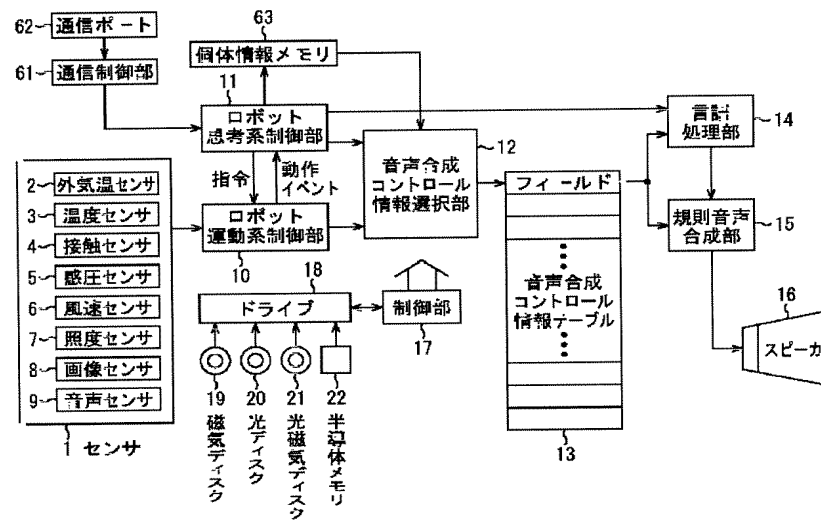 62 通信ポート
61 通信制御部
63
個体情報メモリ
11
ロボット
思考系制御部
指令
動作
イベント
ロボット
運動系制御部
10
12
音声合成
コントロール
情報選択部
フィールド
音声合成
コントロール
情報テーブル
13
言語
処理部
14
規則音声
合成部
15
16
スピーカ
2 外気温センサ
3 温度センサ
4 接触センサ
5 感圧センサ
6 風速センサ
7 照度センサ
8 画像センサ
9 音声センサ
1 センサ
18
ドライブ
制御部
17
19 磁気ディスク
20 光ディスク
21 光磁気ディスク
22 半導体メモリ